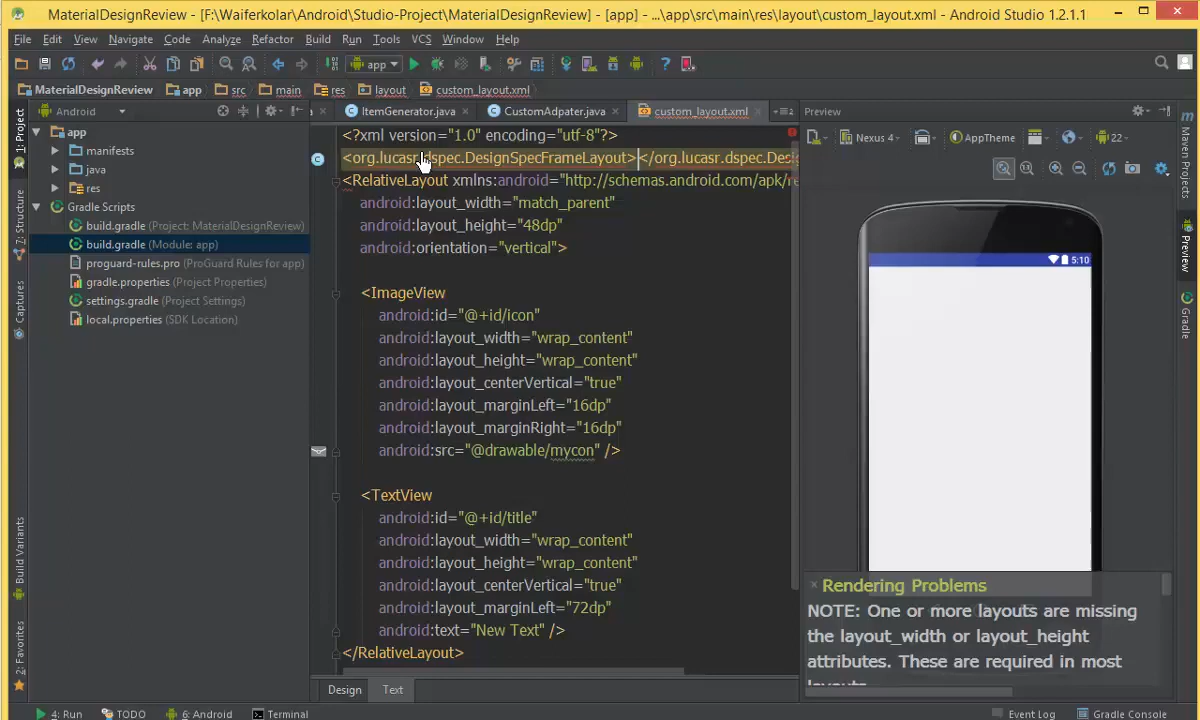 MaterialDesignReview - [F:\Waiferkolar\Android\Studio-Project\MaterialDesignReview] - [app] - ...\app\src\main\res\layout\custom_layout.xml - Android Studio 1.2.1.1
File Edit View Navigate Code Analyze Refactor Build Run Tools VCS Window Help
app
MaterialDesignReview app src main res layout custom_layout.xml
Android
ItemGenerator.java CustomAdpater.java custom_layout.xml
Preview
Nexus 4 AppTheme 22
1: Project
7: Structure
Captures
Build Variants
2: Favorites
app
manifests
java
res
Gradle Scripts
build.gradle (Project: MaterialDesignReview)
build.gradle (Module: app)
proguard-rules.pro (ProGuard Rules for app)
gradle.properties (Project Properties)
settings.gradle (Project Settings)
local.properties (SDK Location)
<?xml version="1.0" encoding="utf-8"?>
<org.lucasr.dspec.DesignSpecFrameLayout></org.lucasr.dspec.Desi
<RelativeLayout xmlns:android="http://schemas.android.com/apk/r
android:layout_width="match_parent"
android:layout_height="48dp"
android:orientation="vertical">
<ImageView
android:id="@+id/icon"
android:layout_width="wrap_content"
android:layout_height="wrap_content"
android:layout_centerVertical="true"
android:layout_marginLeft="16dp"
android:layout_marginRight="16dp"
android:src="@drawable/mycon" />
<TextView
android:id="@+id/title"
android:layout_width="wrap_content"
android:layout_height="wrap_content"
android:layout_centerVertical="true"
android:layout_marginLeft="72dp"
android:text="New Text" />
</RelativeLayout>
Design Text
5:10
Rendering Problems
NOTE: One or more layouts are missing
the layout_width or layout_height
attributes. These are required in most
Maven Projects
Preview
Gradle
4: Run TODO 6: Android Terminal Event Log Gradle Console